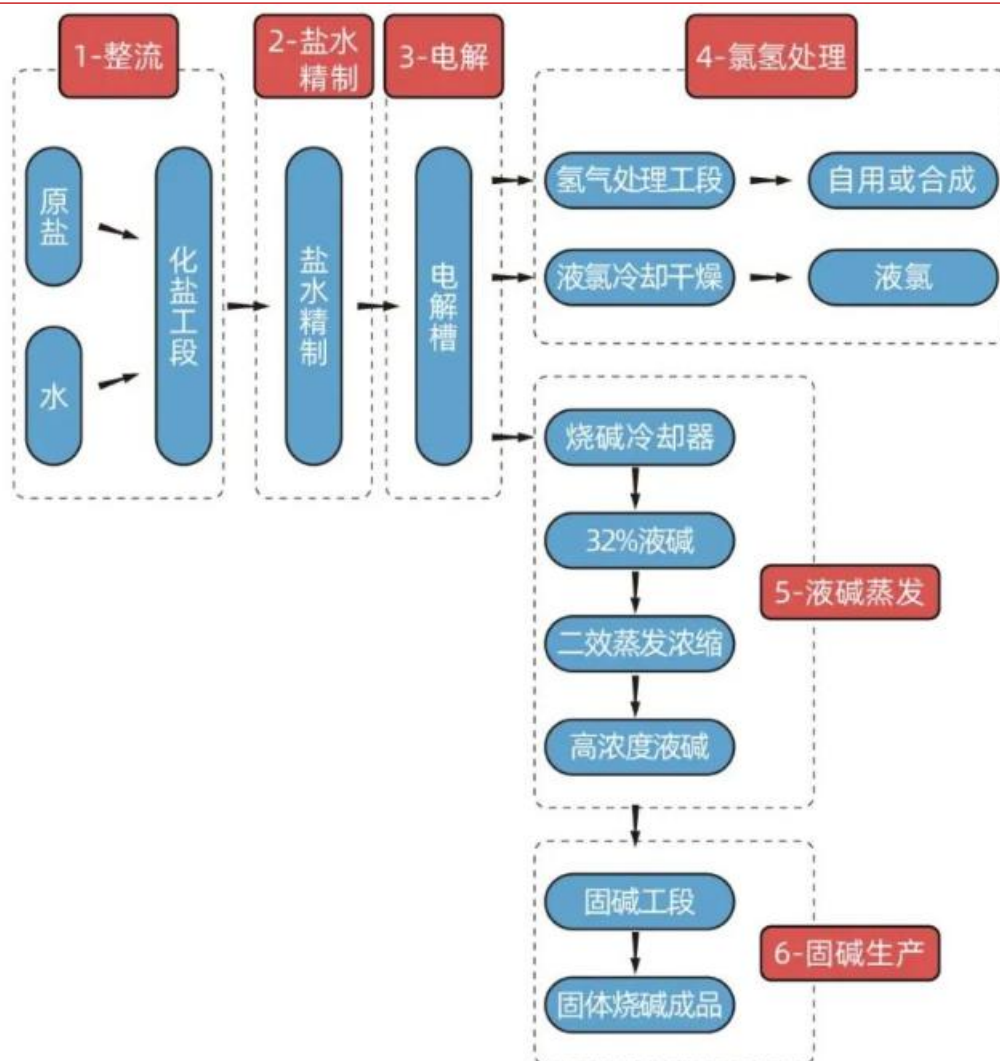 1-整流
2-盐水
精制
3-电解
4-氯氢处理
原盐
水
化盐工段
盐水精制
电解槽
氢气处理工段
自用或合成
液氯冷却干燥
液氯
烧碱冷却器
32%液碱
二效蒸发浓缩
高浓度液碱
5-液碱蒸发
固碱工段
固体烧碱成品
6-固碱生产